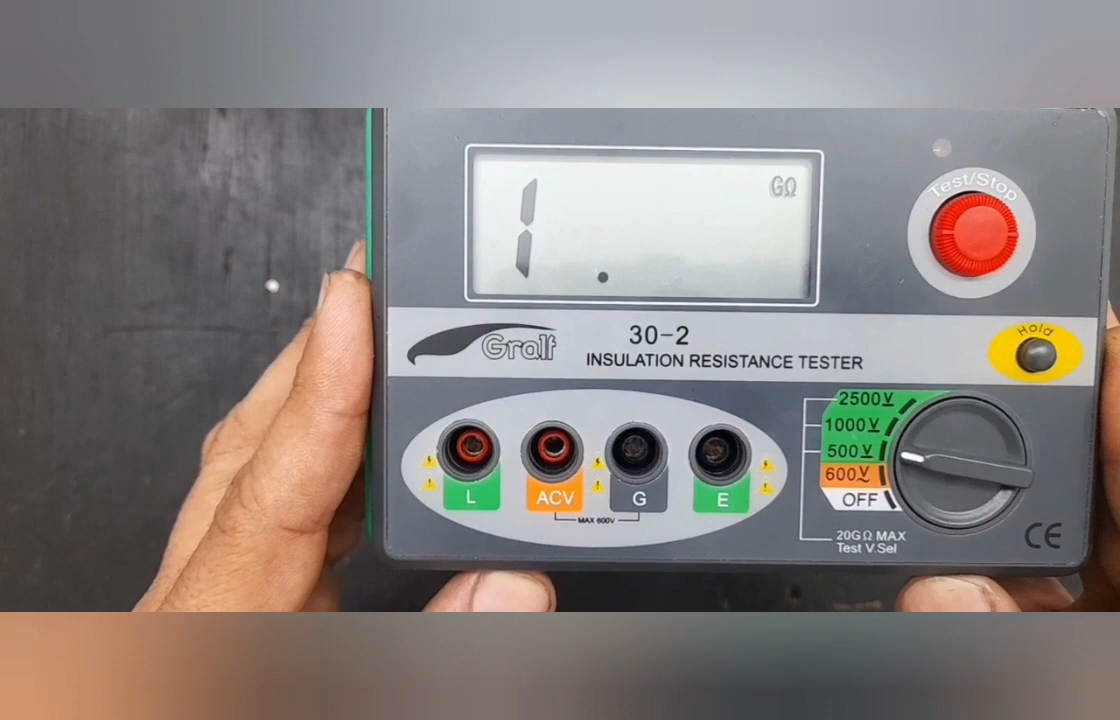 1 .
GΩ
Test/Stop
Gralf
30-2
INSULATION RESISTANCE TESTER
Hold
2500V
1000V
500V
600V
OFF
20GΩ MAX
Test V.Sel
L
ACV
G
E
MAX 600V
CE